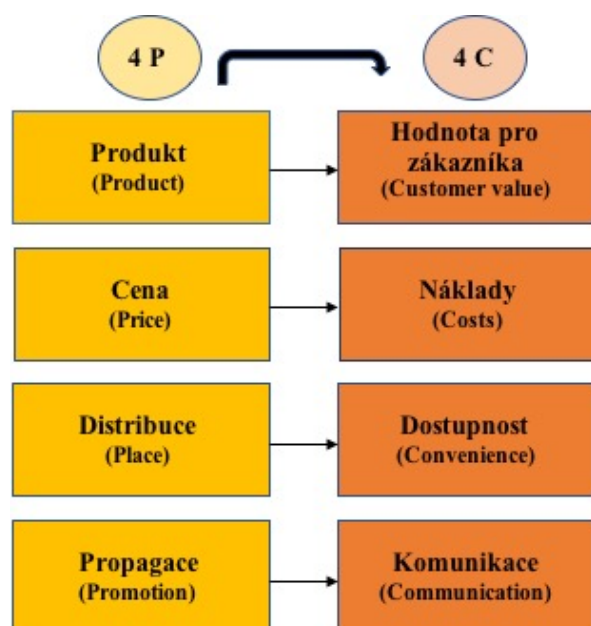 4 P
4 C
Produkt
(Product)
Hodnota pro
zákazníka
(Customer value)
Cena
(Price)
Náklady
(Costs)
Distribuce
(Place)
Dostupnost
(Convenience)
Propagace
(Promotion)
Komunikace
(Communication)